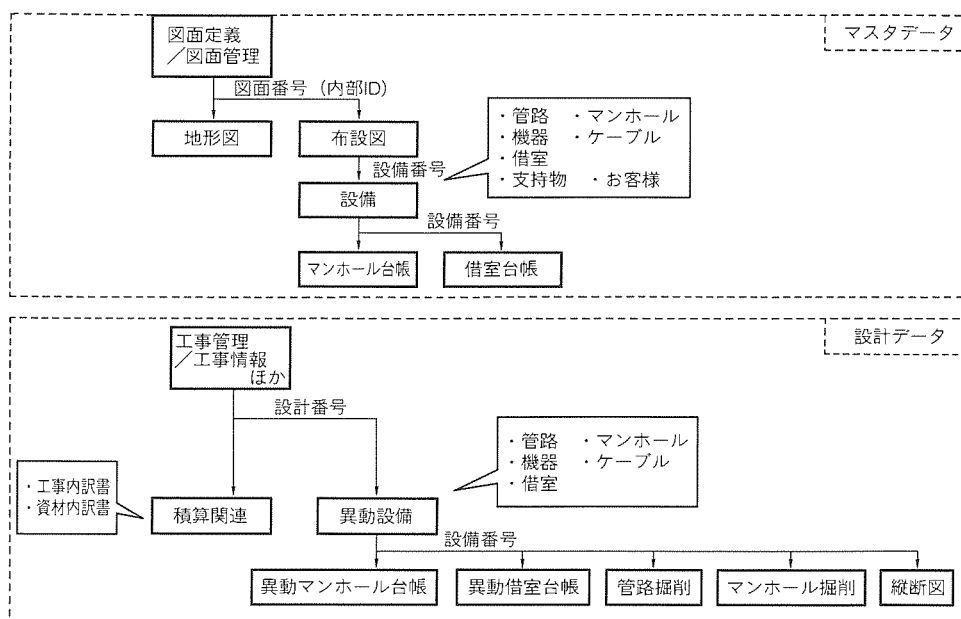 マスタデータ
図面定義
／図面管理
図面番号（内部ID）
地形図
布設図
設備番号
・管路 ・マンホール
・機器 ・ケーブル
・借室
・支持物 ・お客様
設備
設備番号
マンホール台帳
借室台帳
設計データ
工事管理
／工事情報
ほか
設計番号
・管路 ・マンホール
・機器 ・ケーブル
・借室
・工事内訳書
・資材内訳書
積算関連
異動設備
設備番号
異動マンホール台帳
異動借室台帳
管路掘削
マンホール掘削
縦断図